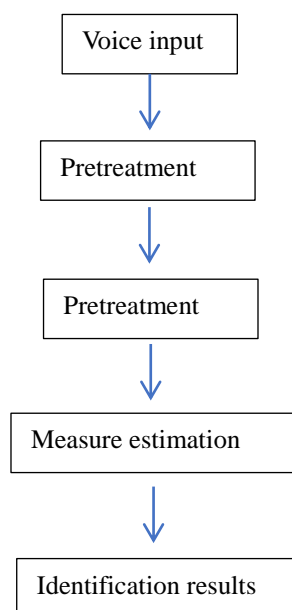 Voice input
Pretreatment
Pretreatment
Measure estimation
Identification results